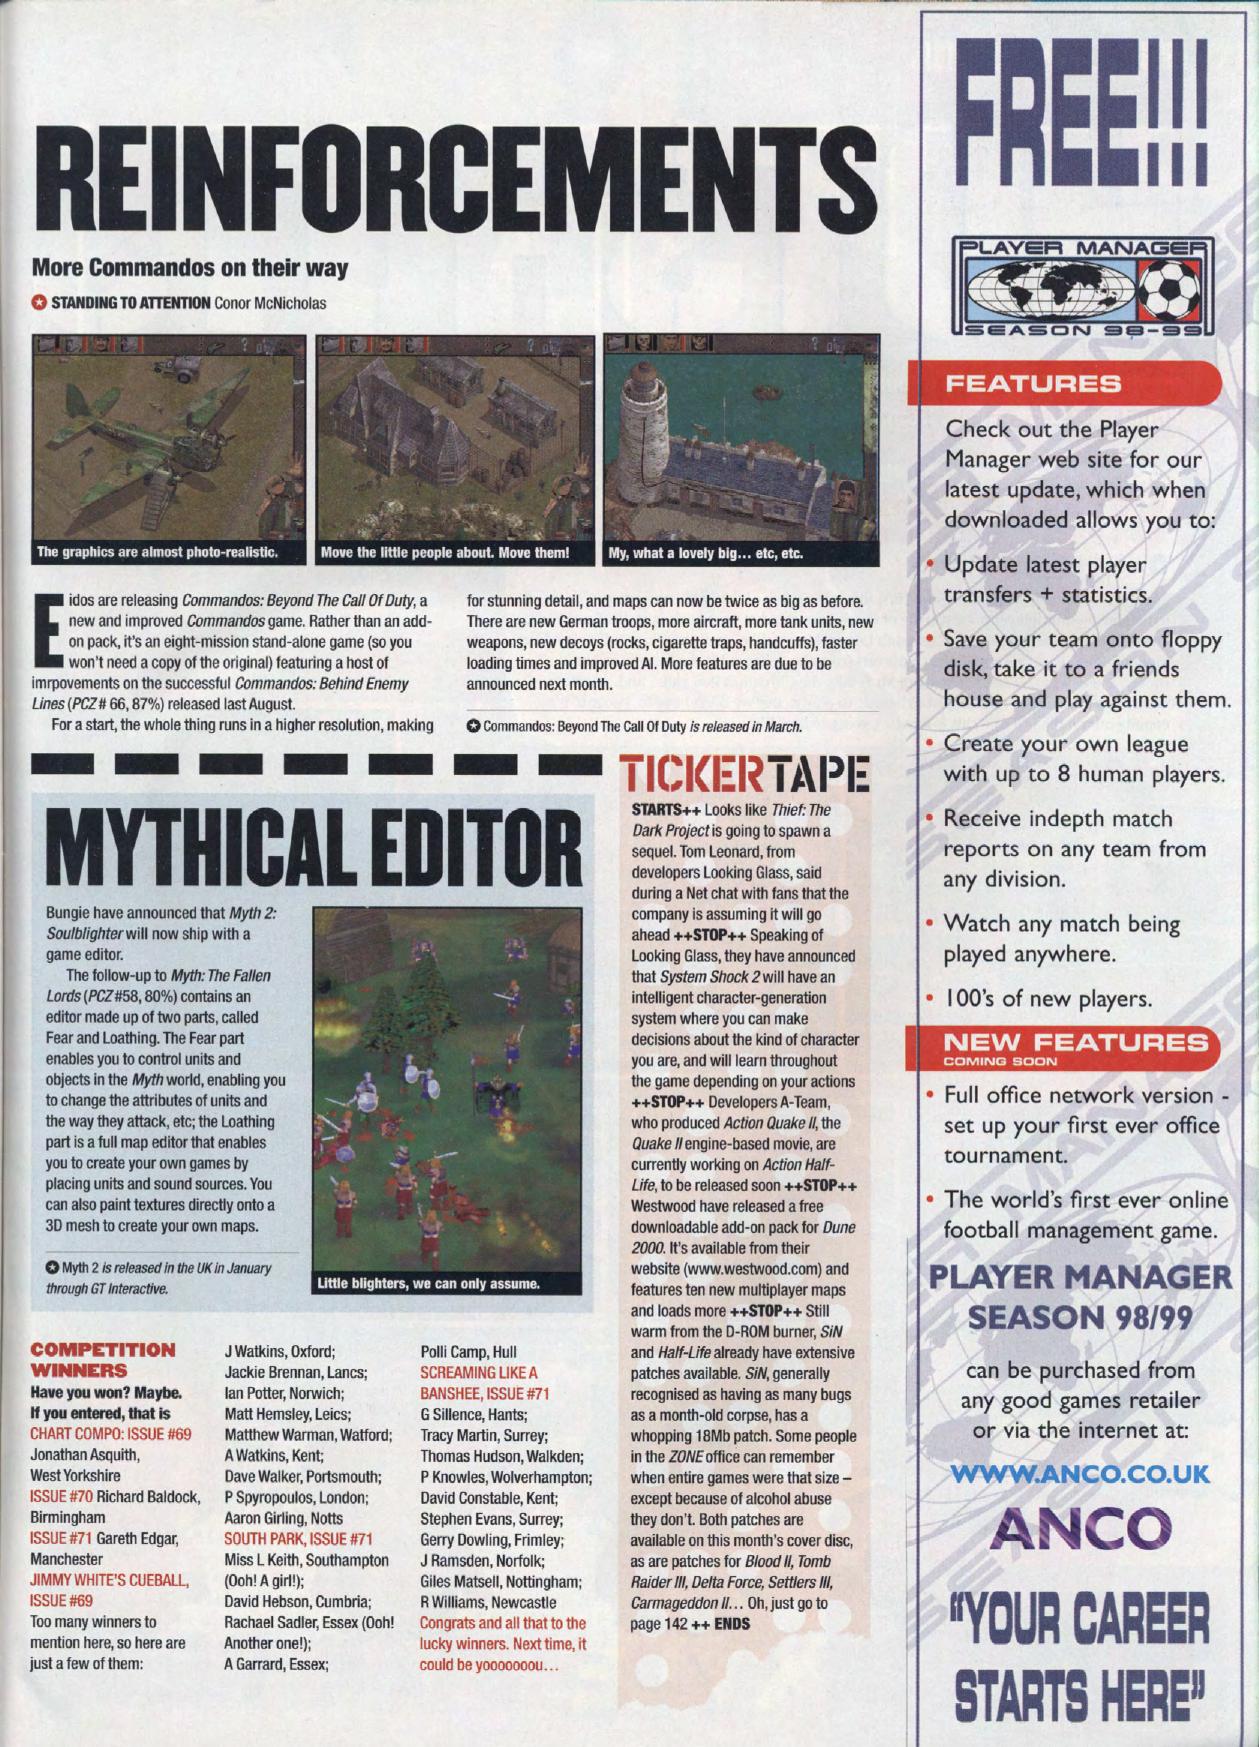 REINFORCEMENTS
More Commandos on their way
STANDING TO ATTENTION Conor McNicholas
The graphics are almost photo-realistic.
Move the little people about. Move them!
My, what a lovely big... etc, etc.
Eidos are releasing Commandos: Beyond The Call Of Duty, a
new and improved Commandos game. Rather than an add-
on pack, it's an eight-mission stand-alone game (so you
won't need a copy of the original) featuring a host of
imrpovements on the successful Commandos: Behind Enemy
Lines (PCZ# 66, 87%) released last August.
For a start, the whole thing runs in a higher resolution, making
for stunning detail, and maps can now be twice as big as before.
There are new German troops, more aircraft, more tank units, new
weapons, new decoys (rocks, cigarette traps, handcuffs), faster
loading times and improved AI. More features are due to be
announced next month.
Commandos: Beyond The Call Of Duty is released in March.
MYTHICAL EDITOR
Bungie have announced that Myth 2:
Soulblighter will now ship with a
game editor.
The follow-up to Myth: The Fallen
Lords (PCZ #58, 80%) contains an
editor made up of two parts, called
Fear and Loathing. The Fear part
enables you to control units and
objects in the Myth world, enabling you
to change the attributes of units and
the way they attack, etc; the Loathing
part is a full map editor that enables
you to create your own games by
placing units and sound sources. You
can also paint textures directly onto a
3D mesh to create your own maps.
Myth 2 is released in the UK in January
through GT Interactive.
Little blighters, we can only assume.
COMPETITION
WINNERS
Have you won? Maybe.
If you entered, that is
CHART COMPO: ISSUE #69
Jonathan Asquith,
West Yorkshire
ISSUE #70 Richard Baldock,
Birmingham
ISSUE #71 Gareth Edgar,
Manchester
JIMMY WHITE'S CUEBALL,
ISSUE #69
Too many winners to
mention here, so here are
just a few of them:
J Watkins, Oxford;
Jackie Brennan, Lancs;
Ian Potter, Norwich;
Matt Hemsley, Leics;
Matthew Warman, Watford;
A Watkins, Kent;
Dave Walker, Portsmouth;
P Spyropoulos, London;
Aaron Girling, Notts
SOUTH PARK, ISSUE #71
Miss L Keith, Southampton
(Ooh! A girl!);
David Hebson, Cumbria;
Rachael Sadler, Essex (Ooh!
Another one!);
A Garrard, Essex;
Polli Camp, Hull
SCREAMING LIKE A
BANSHEE, ISSUE #71
G Sillence, Hants;
Tracy Martin, Surrey;
Thomas Hudson, Walkden;
P Knowles, Wolverhampton;
David Constable, Kent;
Stephen Evans, Surrey;
Gerry Dowling, Frimley;
J Ramsden, Norfolk;
Giles Matsell, Nottingham;
R Williams, Newcastle
Congrats and all that to the
lucky winners. Next time, it
could be yooooooou...
TICKERTAPE
STARTS++ Looks like Thief: The
Dark Project is going to spawn a
sequel. Tom Leonard, from
developers Looking Glass, said
during a Net chat with fans that the
company is assuming it will go
ahead ++STOP++ Speaking of
Looking Glass, they have announced
that System Shock 2 will have an
intelligent character-generation
system where you can make
decisions about the kind of character
you are, and will learn throughout
the game depending on your actions
++STOP++ Developers A-Team,
who produced Action Quake II, the
Quake II engine-based movie, are
currently working on Action Half-
Life, to be released soon ++STOP++
Westwood have released a free
downloadable add-on pack for Dune
2000. It's available from their
website (www.westwood.com) and
features ten new multiplayer maps
and loads more ++STOP++ Still
warm from the D-ROM burner, SiN
and Half-Life already have extensive
patches available. SiN, generally
recognised as having as many bugs
as a month-old corpse, has a
whopping 18Mb patch. Some people
in the ZONE office can remember
when entire games were that size –
except because of alcohol abuse
they don't. Both patches are
available on this month's cover disc,
as are patches for Blood II, Tomb
Raider III, Delta Force, Settlers III,
Carmageddon II... Oh, just go to
page 142 ++ ENDS
FREE!!!
PLAYER MANAGER
SEASON 98-99
FEATURES
Check out the Player
Manager web site for our
latest update, which when
downloaded allows you to:
• Update latest player
transfers + statistics.
• Save your team onto floppy
disk, take it to a friends
house and play against them.
• Create your own league
with up to 8 human players.
• Receive indepth match
reports on any team from
any division.
• Watch any match being
played anywhere.
• 100's of new players.
NEW FEATURES
COMING SOON
• Full office network version -
set up your first ever office
tournament.
• The world's first ever online
football management game.
PLAYER MANAGER
SEASON 98/99
can be purchased from
any good games retailer
or via the internet at:
WWW.ANCO.CO.UK
ANCO
"YOUR CAREER
STARTS HERE"